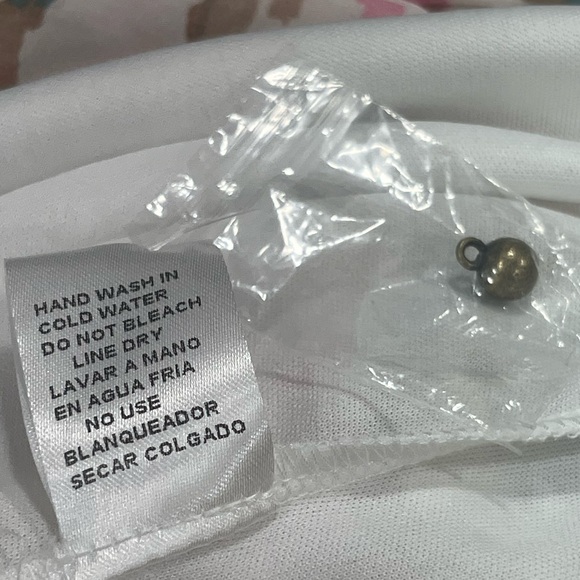 HAND WASH IN
COLD WATER
DO NOT BLEACH
LINE DRY
LAVAR A MANO
EN AGUA FRIA
NO USE
BLANQUEADOR
SECAR COLGADO